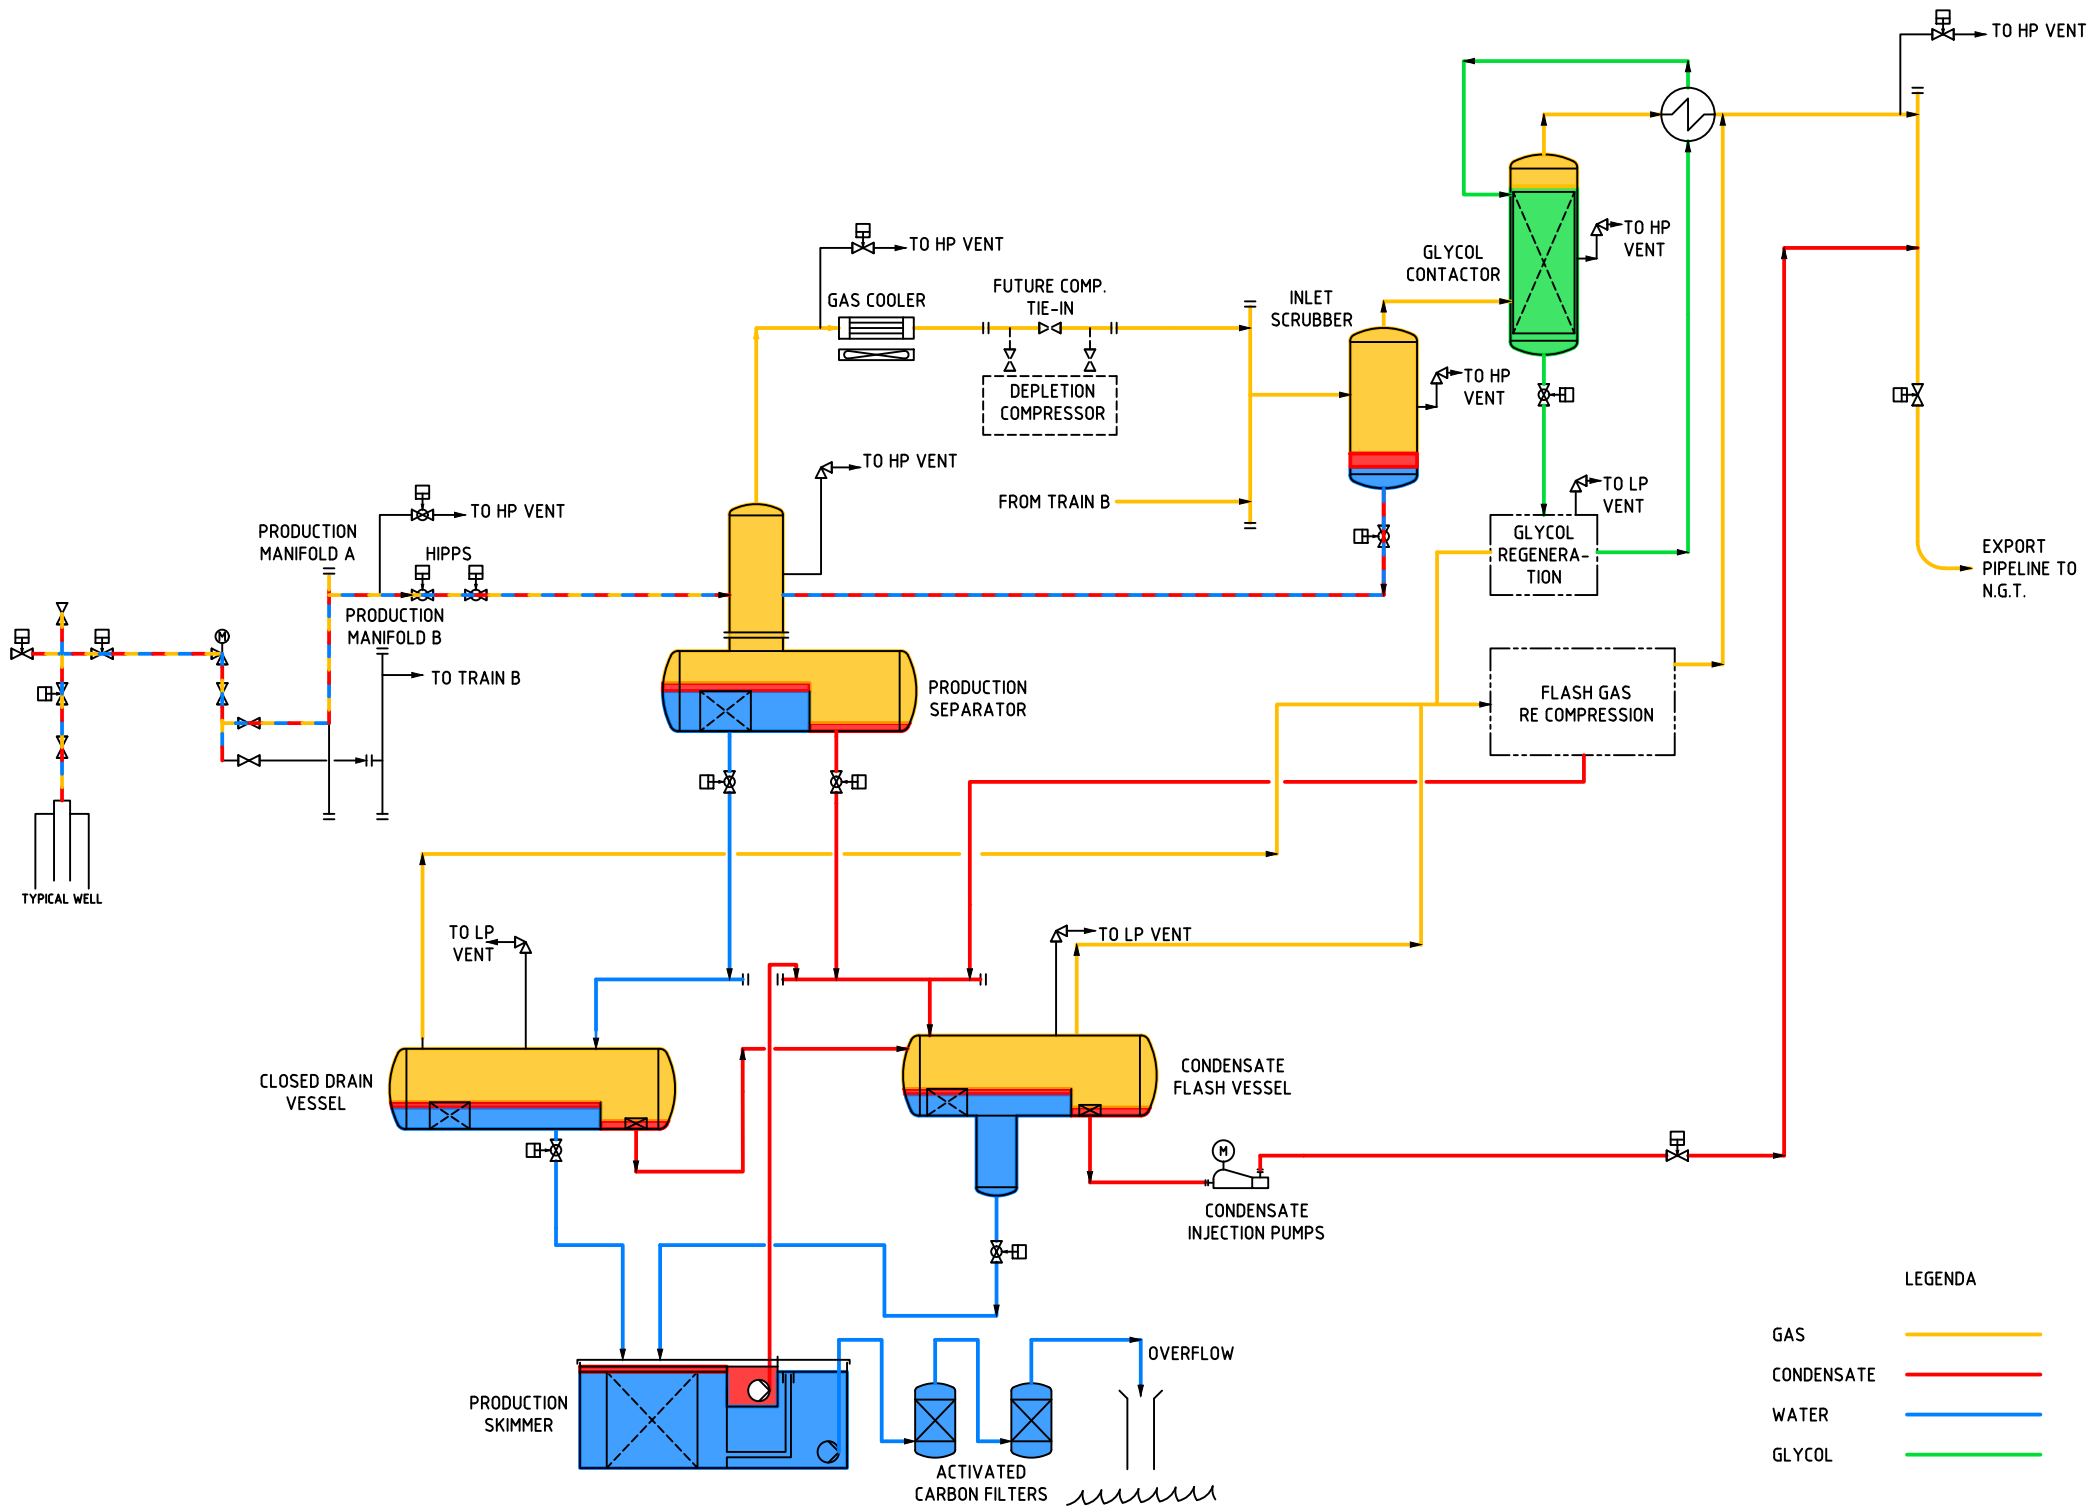 TO HP VENT
TO HP VENT
GLYCOL
CONTACTOR
TO HP
VENT
GAS COOLER
FUTURE COMP.
TIE-IN
INLET
SCRUBBER
DEPLETION
COMPRESSOR
TO HP
VENT
TO HP VENT
FROM TRAIN B
TO LP
VENT
PRODUCTION
MANIFOLD A
TO HP VENT
HIPPS
GLYCOL
REGENERA-
TION
EXPORT
PIPELINE TO
N.G.T.
PRODUCTION
MANIFOLD B
M
TO TRAIN B
PRODUCTION
SEPARATOR
FLASH GAS
RE COMPRESSION
TYPICAL WELL
TO LP
VENT
TO LP VENT
CLOSED DRAIN
VESSEL
CONDENSATE
FLASH VESSEL
M
CONDENSATE
INJECTION PUMPS
PRODUCTION
SKIMMER
OVERFLOW
ACTIVATED
CARBON FILTERS
LEGENDA
GAS
CONDENSATE
WATER
GLYCOL